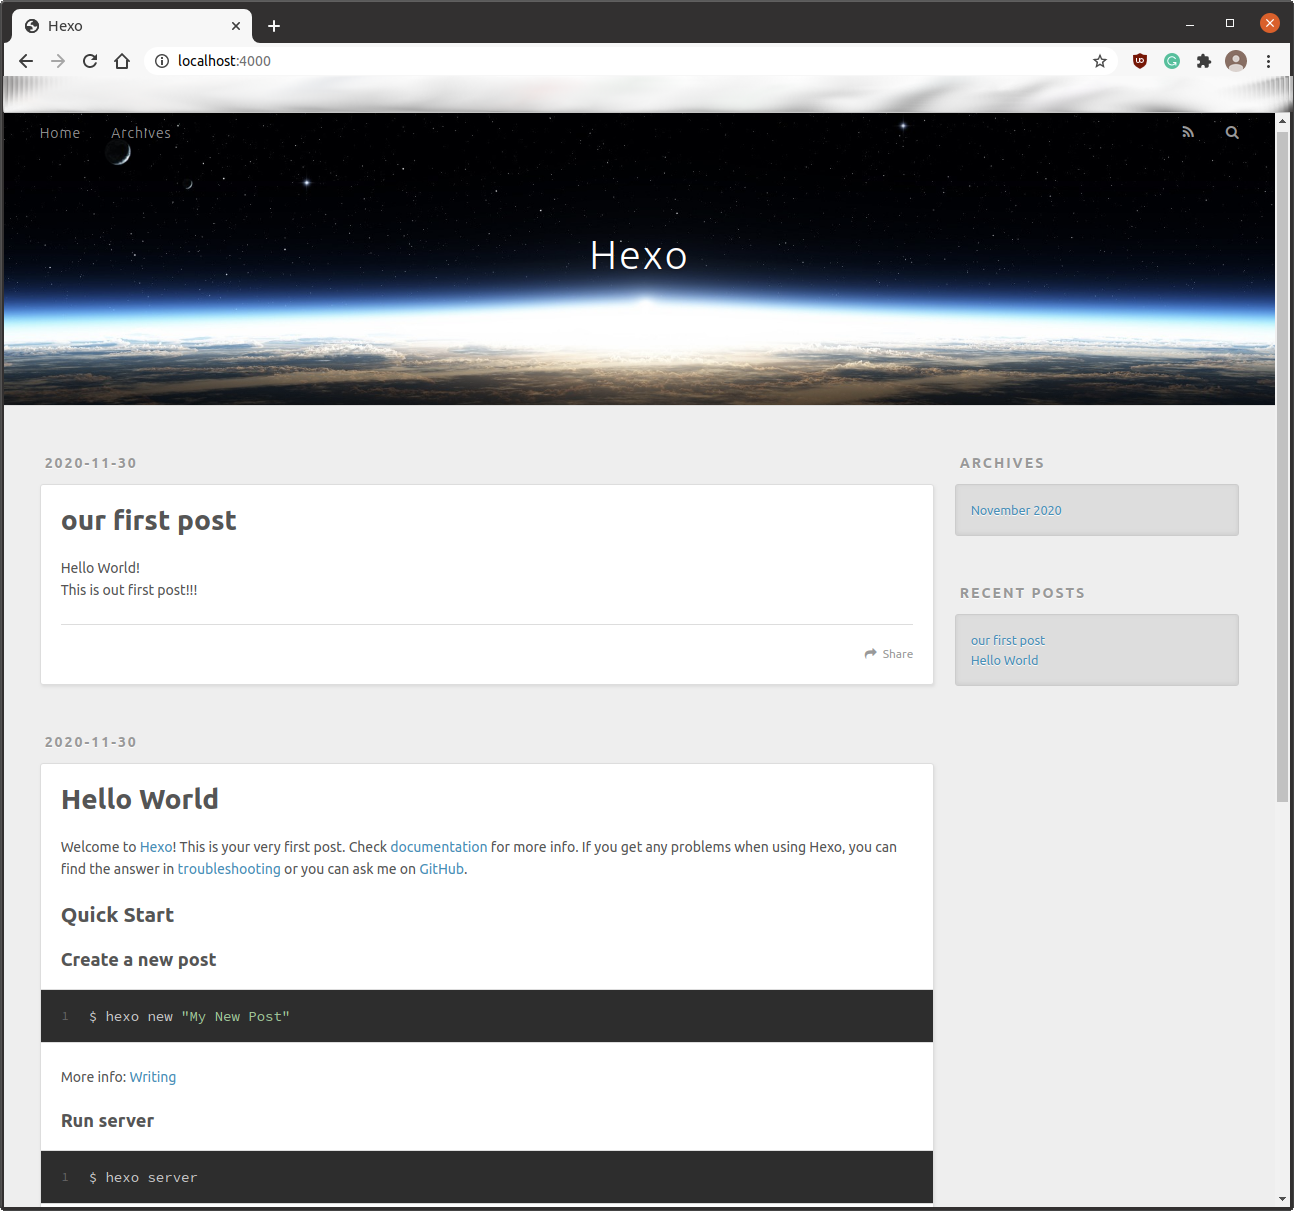 Hexo
localhost:4000
Home Archives
Hexo
2020-11-30
our first post
Hello World!
This is out first post!!!
Share
2020-11-30
Hello World
Welcome to Hexo! This is your very first post. Check documentation for more info. If you get any problems when using Hexo, you can
find the answer in troubleshooting or you can ask me on GitHub.
Quick Start
Create a new post
1 $ hexo new "My New Post"
More info: Writing
Run server
1 $ hexo server
ARCHIVES
November 2020
RECENT POSTS
our first post
Hello World